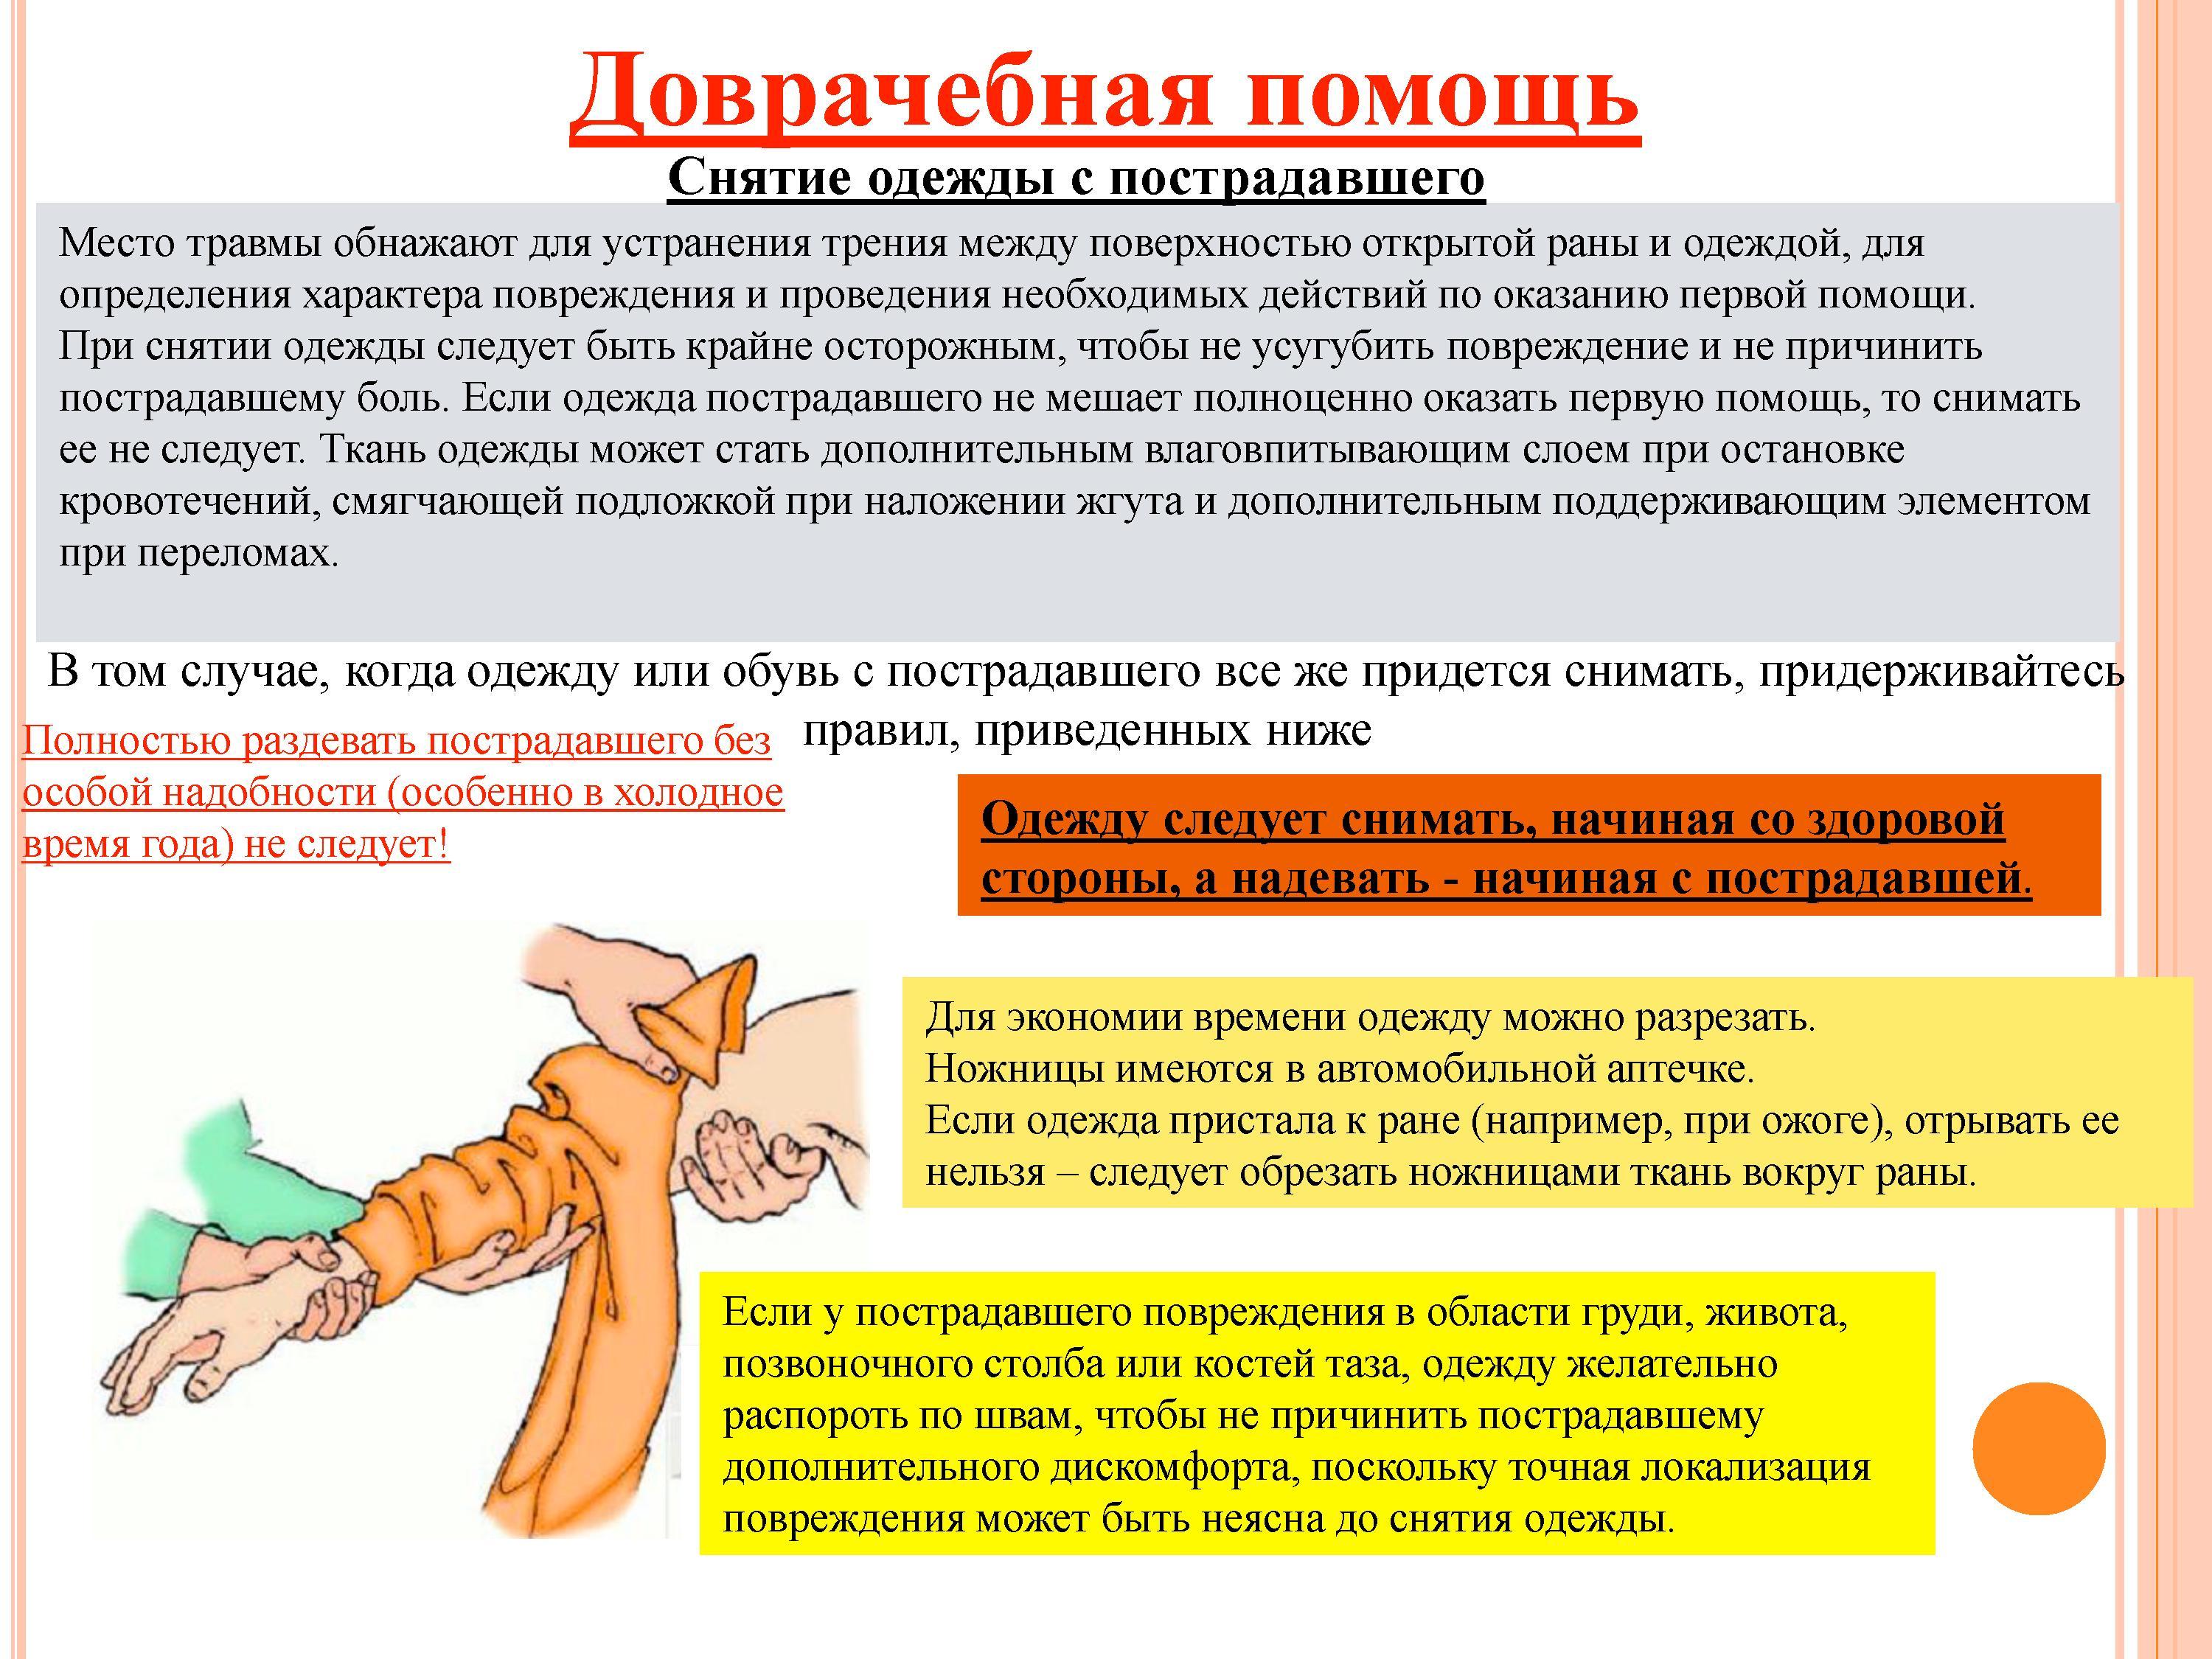 Доврачебная помощь
Снятие одежды с пострадавшего
Место травмы обнажают для устранения трения между поверхностью открытой раны и одеждой, для
определения характера повреждения и проведения необходимых действий по оказанию первой помощи.
При снятии одежды следует быть крайне осторожным, чтобы не усугубить повреждение и не причинить
пострадавшему боль. Если одежда пострадавшего не мешает полноценно оказать первую помощь, то снимать
ее не следует. Ткань одежды может стать дополнительным влаговпитывающим слоем при остановке
кровотечений, смягчающей подложкой при наложении жгута и дополнительным поддерживающим элементом
при переломах.
В том случае, когда одежду или обувь с пострадавшего все же придется снимать, придерживайтесь
правил, приведенных ниже
Полностью раздевать пострадавшего без
особой надобности (особенно в холодное
время года) не следует!
Одежду следует снимать, начиная со здоровой
стороны, а надевать - начиная с пострадавшей.
Для экономии времени одежду можно разрезать.
Ножницы имеются в автомобильной аптечке.
Если одежда пристала к ране (например, при ожоге), отрывать ее
нельзя – следует обрезать ножницами ткань вокруг раны.
Если у пострадавшего повреждения в области груди, живота,
позвоночного столба или костей таза, одежду желательно
распороть по швам, чтобы не причинить пострадавшему
дополнительного дискомфорта, поскольку точная локализация
повреждения может быть неясна до снятия одежды.